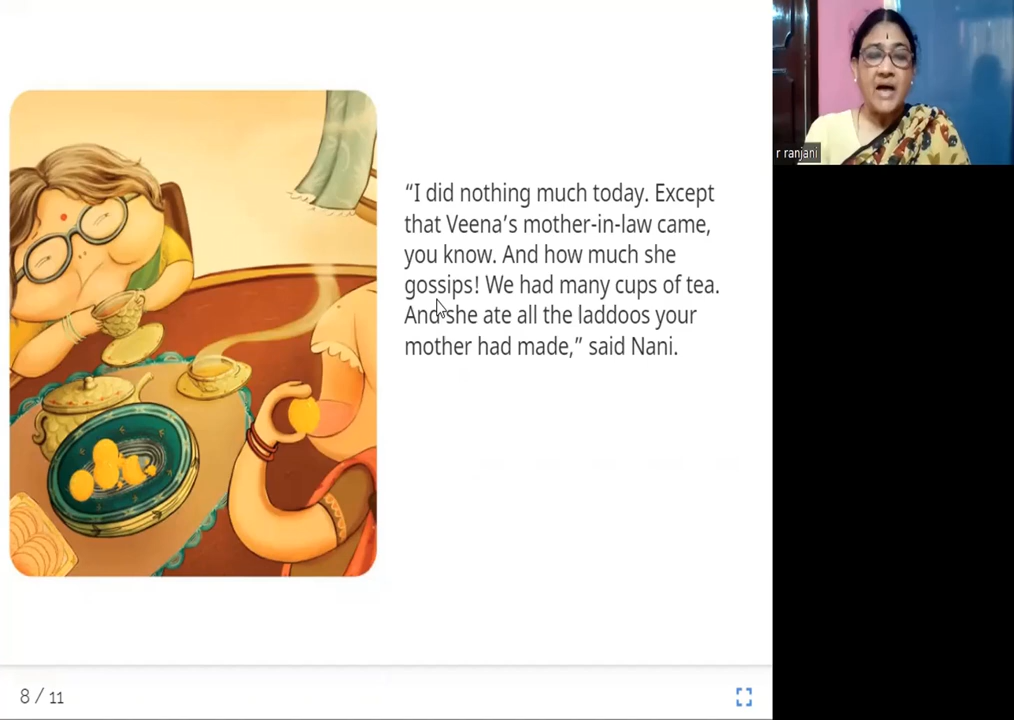 “I did nothing much today. Except
that Veena’s mother-in-law came,
you know. And how much she
gossips! We had many cups of tea.
And she ate all the laddoos your
mother had made,” said Nani.
r ranjani
8 / 11